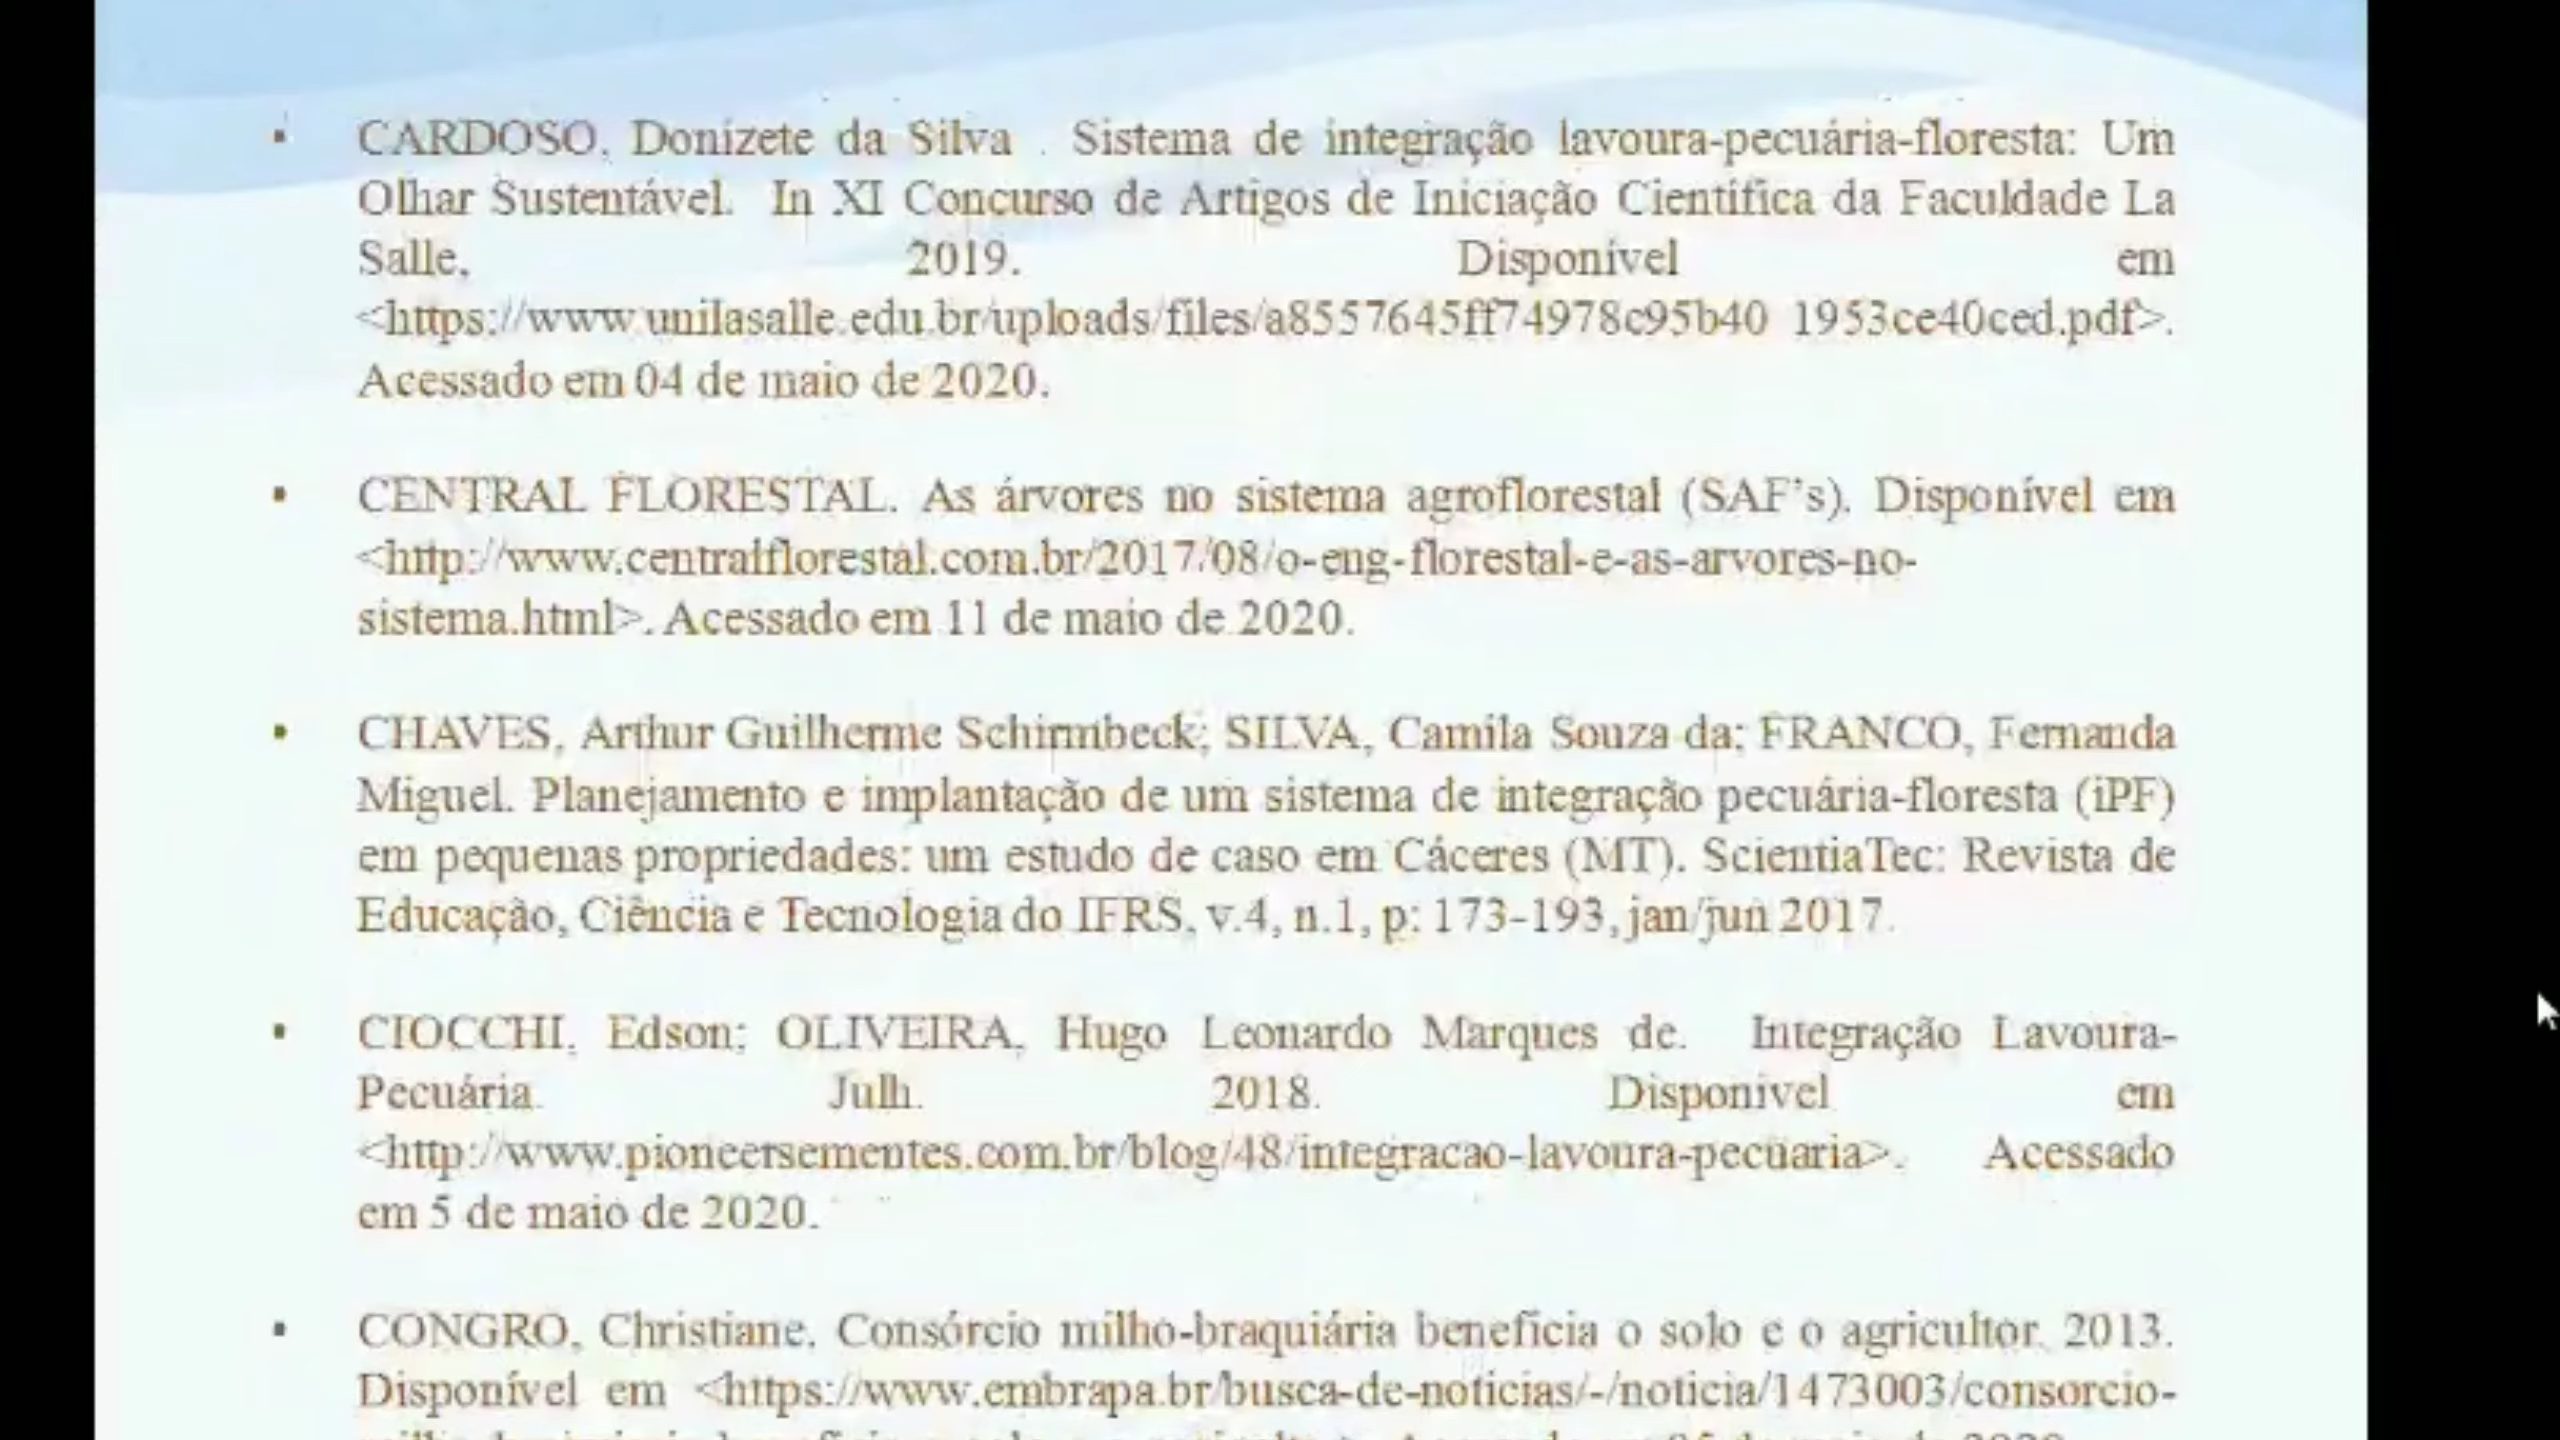 • CARDOSO, Donizete da Silva . Sistema de integração lavoura-pecuária-floresta: Um
Olhar Sustentável. In XI Concurso de Artigos de Iniciação Científica da Faculdade La
Salle, 2019. Disponível em
<https://www.unilasalle.edu.br/uploads/files/a8557645ff74978c95b40 1953ce40ced.pdf>.
Acessado em 04 de maio de 2020.
• CENTRAL FLORESTAL. As árvores no sistema agroflorestal (SAF's). Disponível em
<http://www.centralflorestal.com.br/2017/08/o-eng-florestal-e-as-arvores-no-
sistema.html>. Acessado em 11 de maio de 2020.
• CHAVES, Arthur Guilherme Schirmbeck; SILVA, Camila Souza da; FRANCO, Fernanda
Miguel. Planejamento e implantação de um sistema de integração pecuária-floresta (iPF)
em pequenas propriedades: um estudo de caso em Cáceres (MT). ScientiaTec: Revista de
Educação, Ciência e Tecnologia do IFRS, v.4, n.1, p: 173-193, jan/jun 2017.
• CIOCCHI, Edson; OLIVEIRA, Hugo Leonardo Marques de. Integração Lavoura-
Pecuária. Julh. 2018. Disponivel em
<http://www.pioneersementes.com.br/blog/48/integracao-lavoura-pecuaria>. Acessado
em 5 de maio de 2020.
• CONGRO, Christiane. Consórcio milho-braquiária beneficia o solo e o agricultor. 2013.
Disponível em <https://www.embrapa.br/busca-de-noticias/-/noticia/1473003/consorcio-